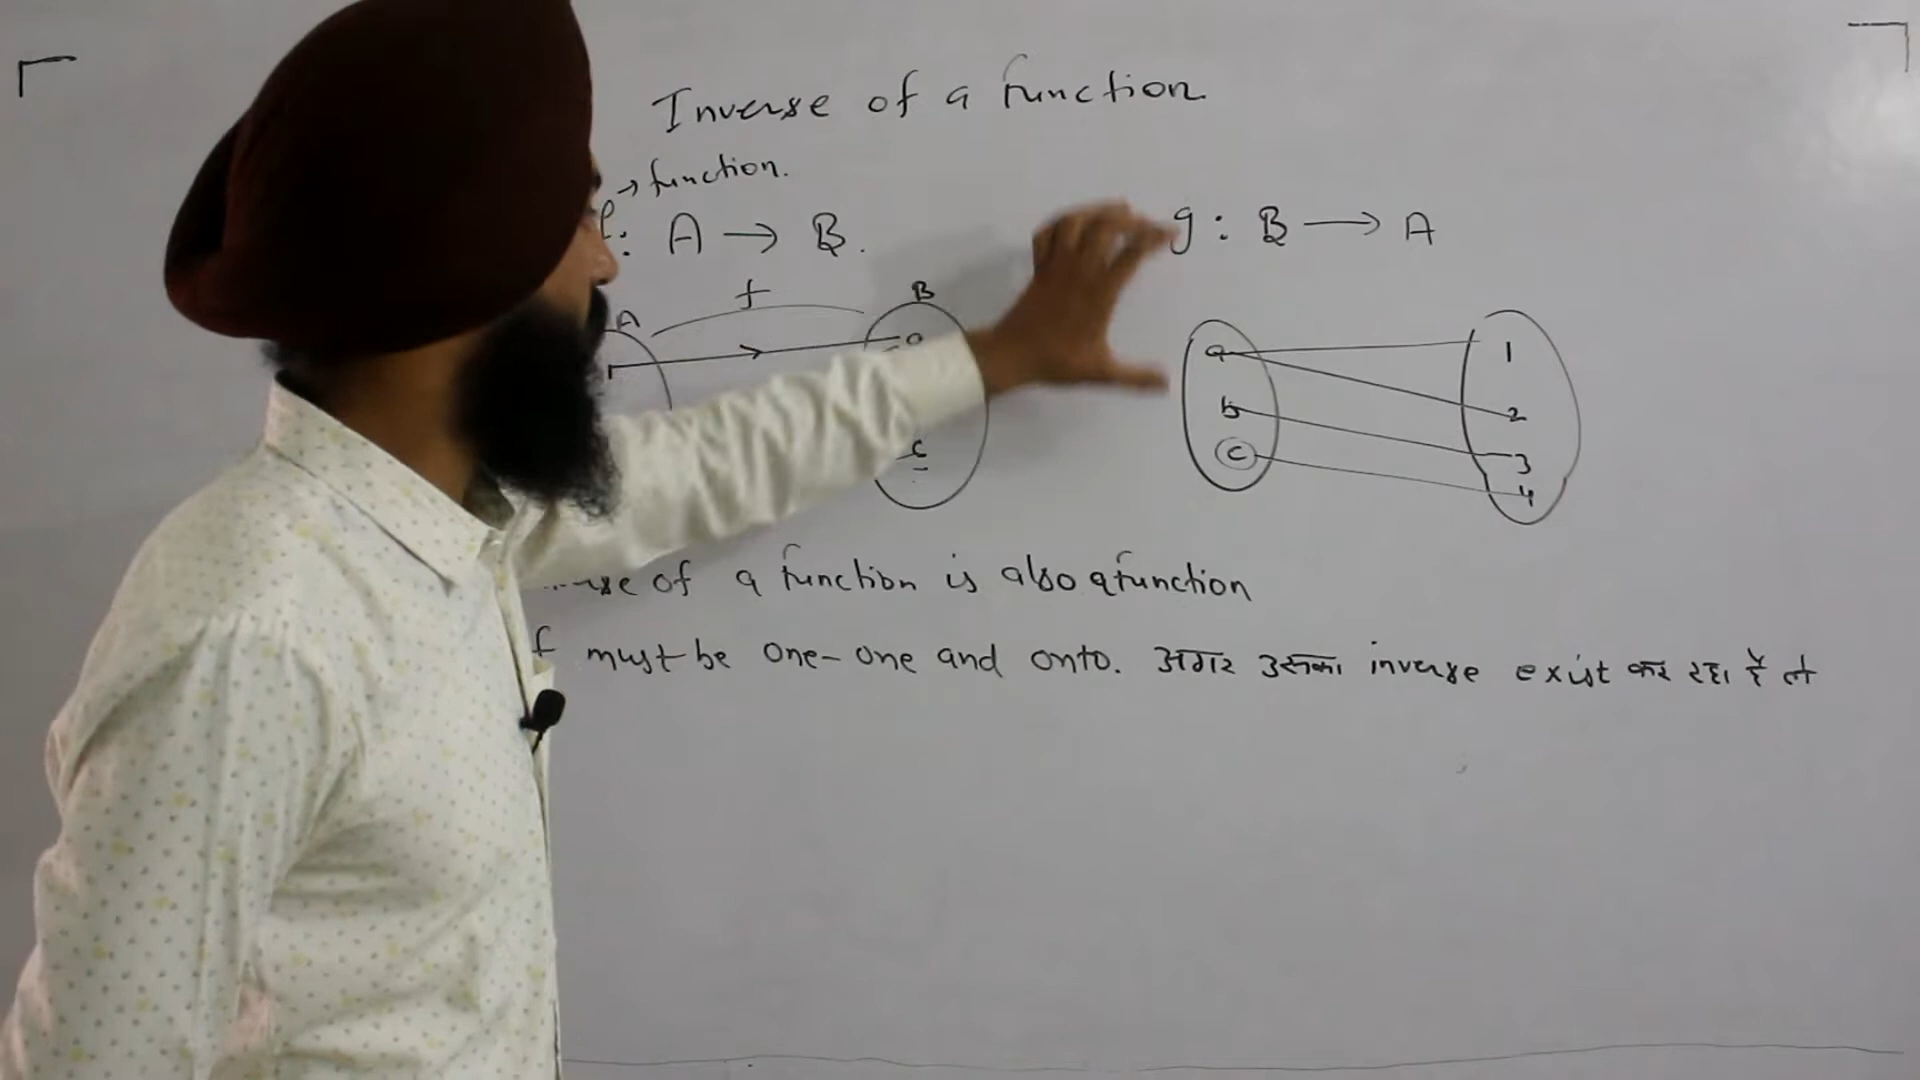 Inverse of a function
→ function.
f: A → B.
g: B → A
f
A
B
a
c
a
b
c
1
2
3
4
of a function is also a function
f must be one-one and onto. अगर उसका inverse exist कर रहा है तो